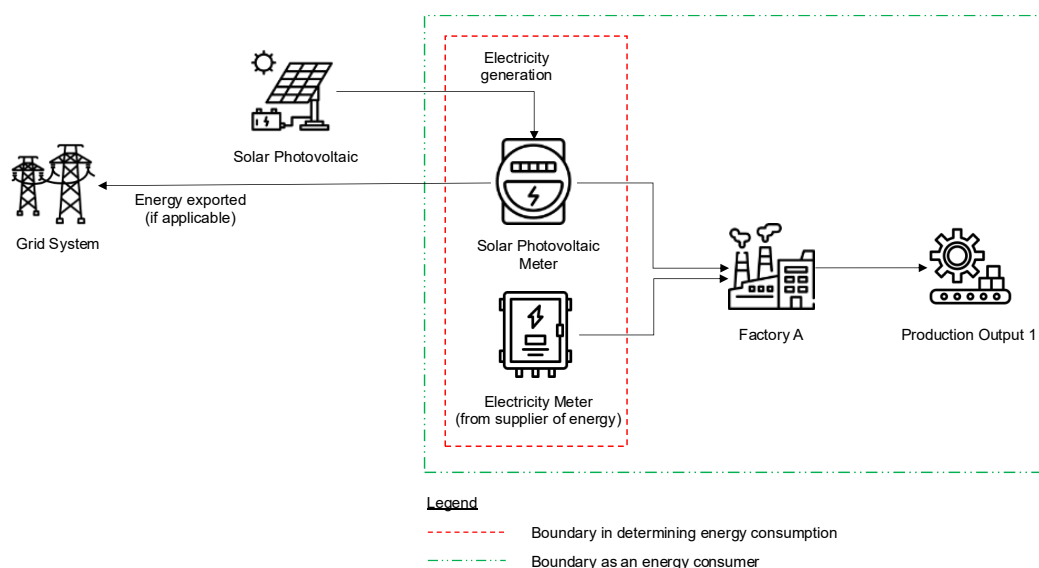 Electricity
generation
Solar Photovoltaic
Energy exported
(if applicable)
Grid System
Solar Photovoltaic
Meter
Factory A
Production Output 1
Electricity Meter
(from supplier of energy)
Legend
Boundary in determining energy consumption
Boundary as an energy consumer